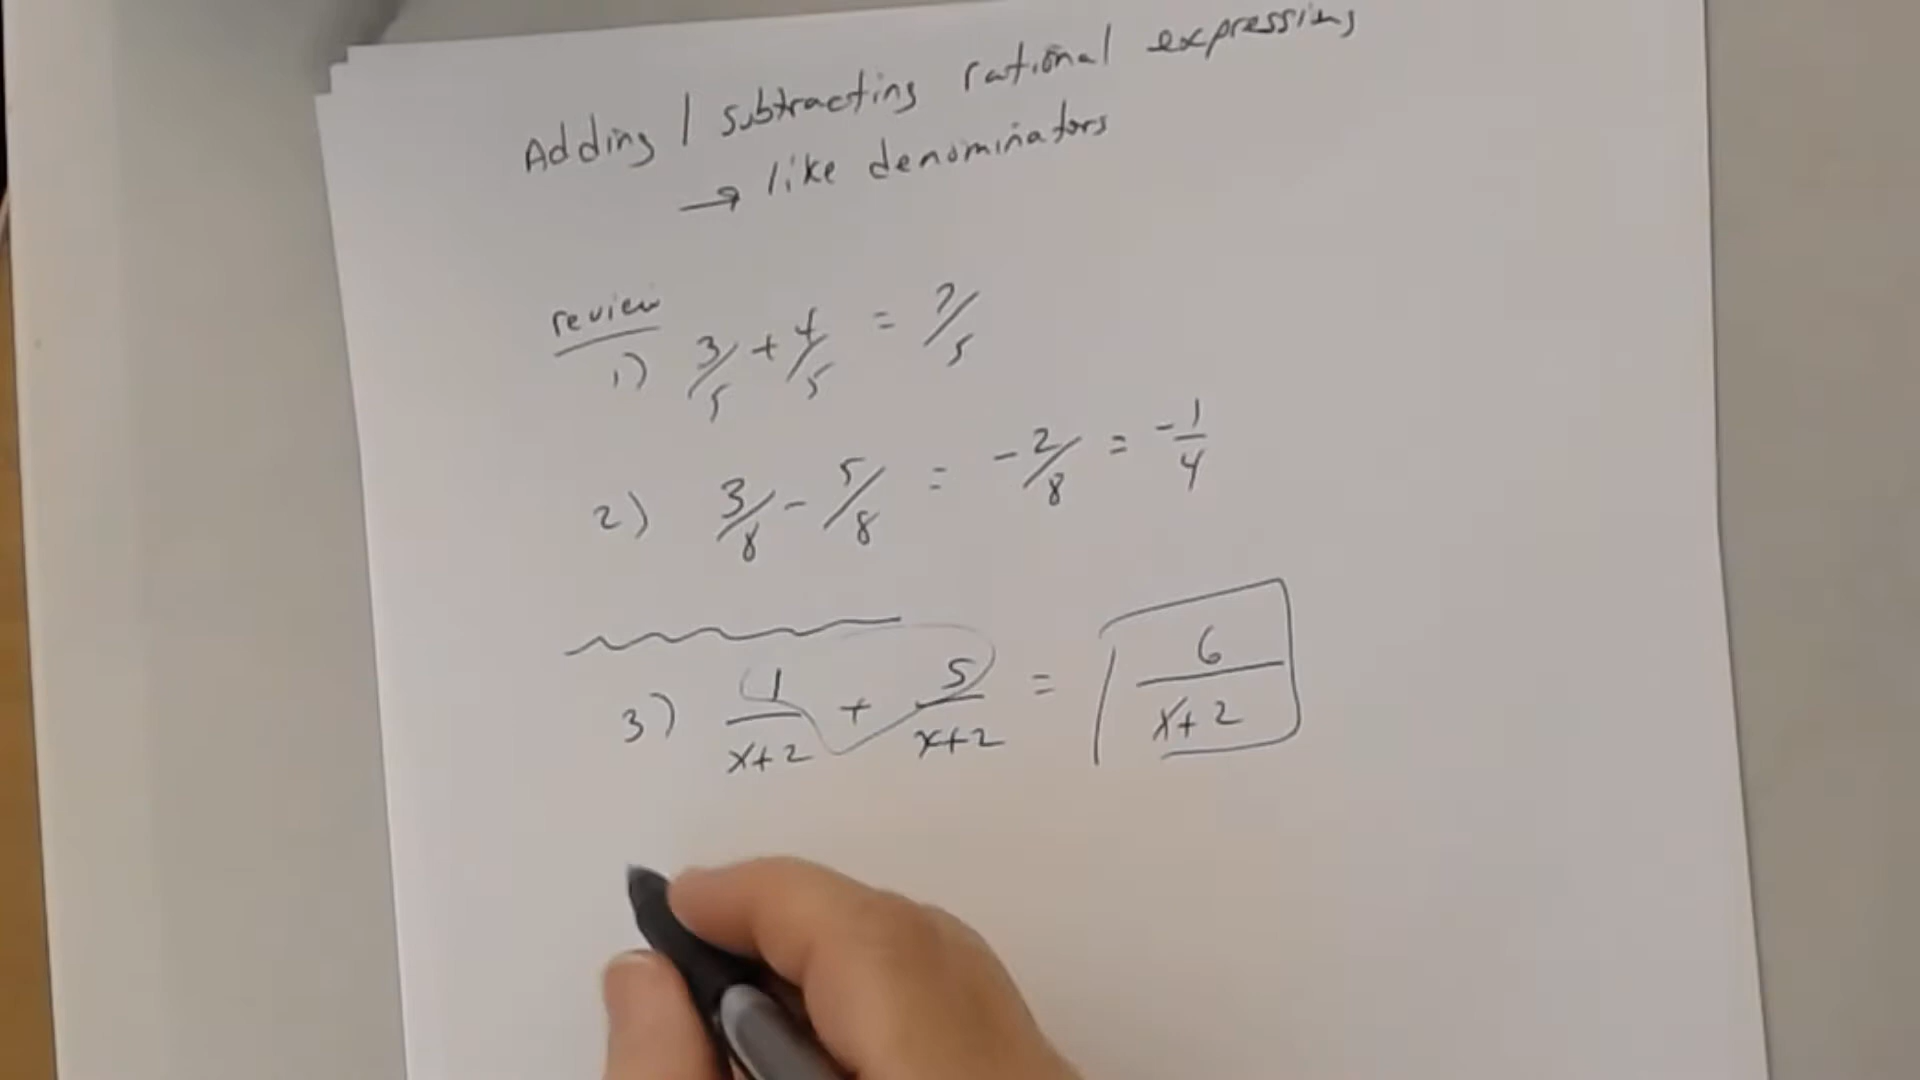 Adding / subtracting rational expressions
→ like denominators
review
1) 3/5 + 4/5 = 7/5
2) 3/8 - 5/8 = -2/8 = -1/4
3) 1/x+2 + 5/x+2 = 6/x+2